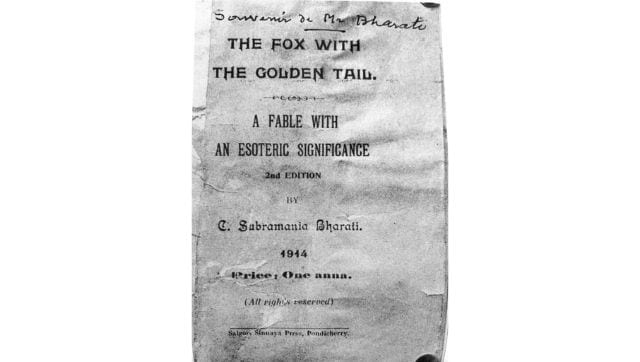 Souvenir de Mr Bharati
THE FOX WITH
THE GOLDEN TAIL.
A FABLE WITH
AN ESOTERIC SIGNIFICANCE
2nd EDITION
BY
C. Subramania Bharati.
1914
Price; One anna.
(All rights reserved)
Saigon Sinnaya Press, Pondicherry.